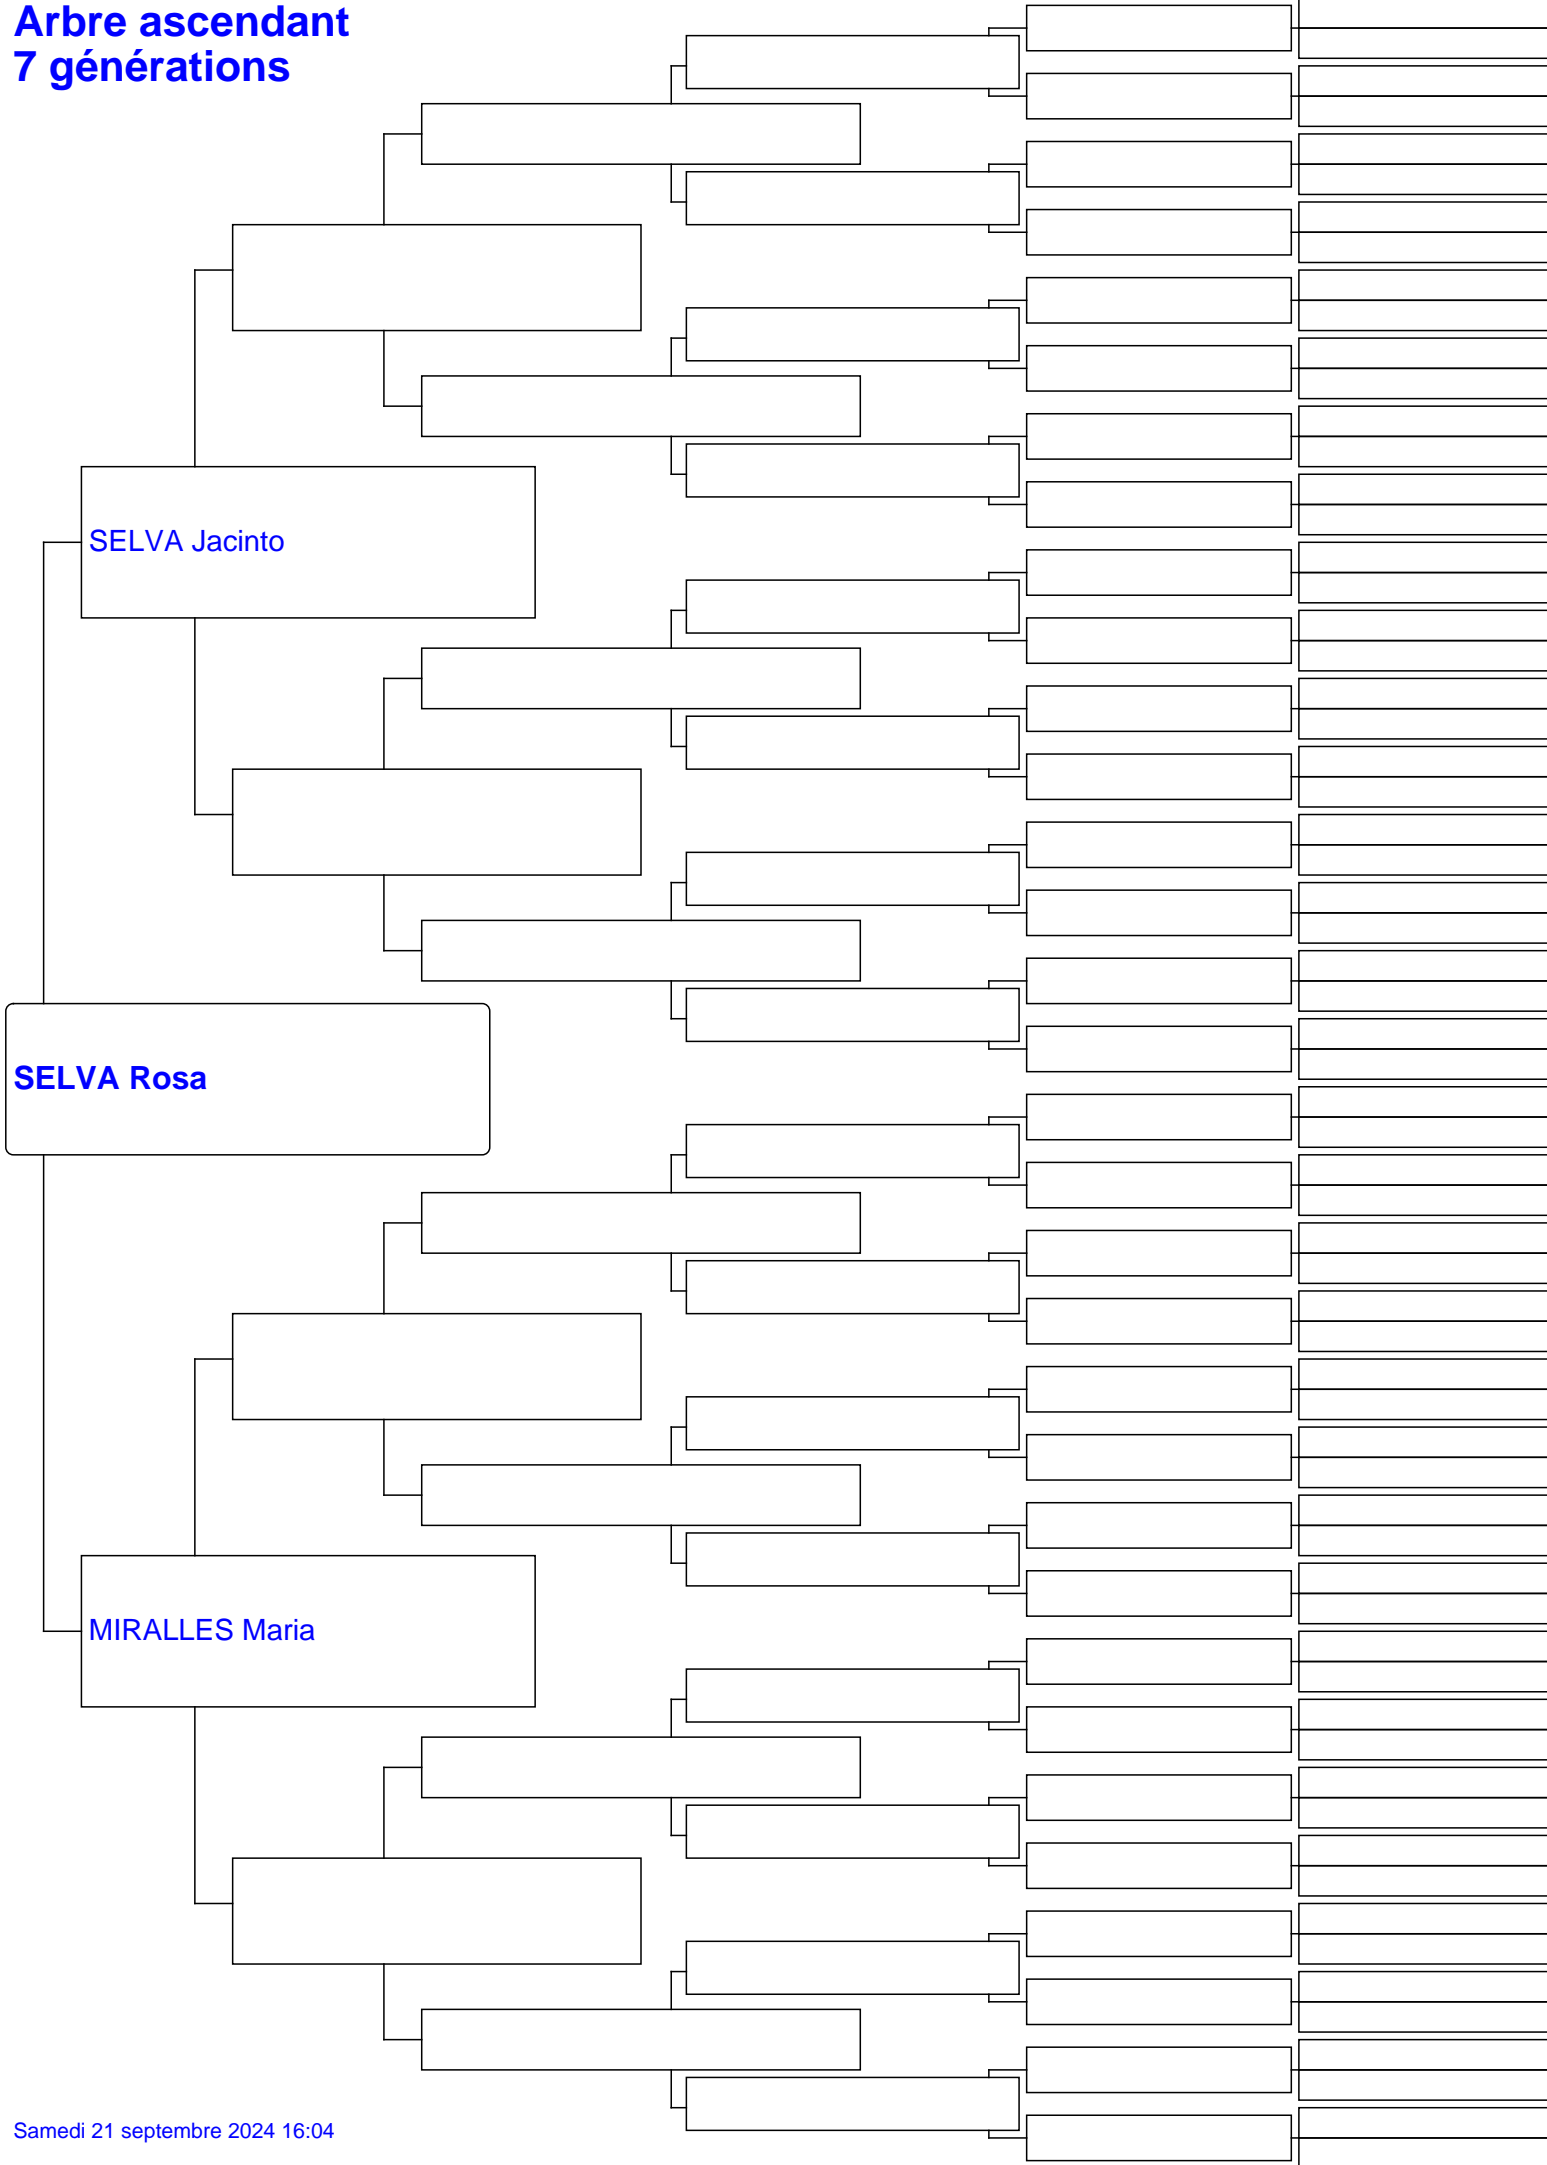 Arbre ascendant
7 générations
SELVA Jacinto
SELVA Rosa
MIRALLES Maria
Samedi 21 septembre 2024 16:04